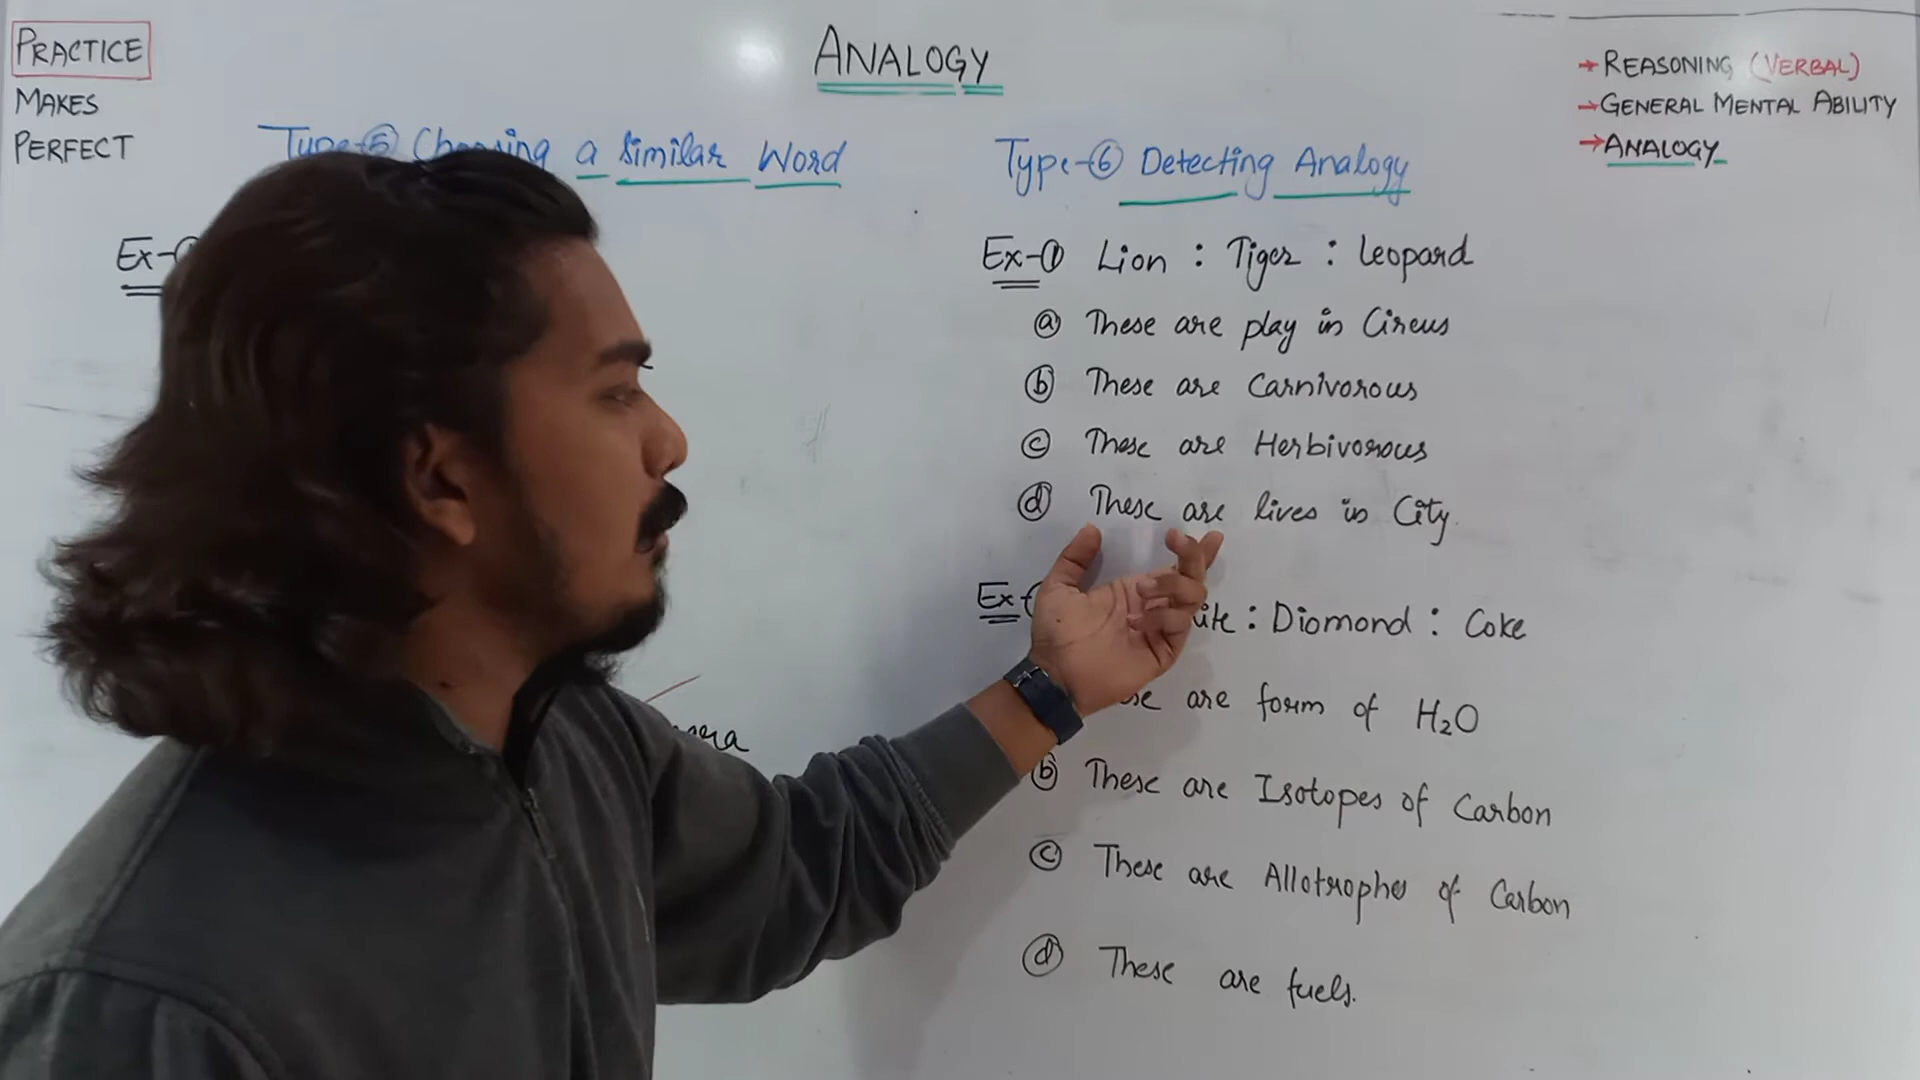 PRACTICE
MAKES
PERFECT
ANALOGY
→ REASONING (VERBAL)
→ GENERAL MENTAL ABILITY
→ ANALOGY
Type-⑤ Choosing a similar Word
Ex-
Type-⑥ Detecting Analogy
Ex-① Lion : Tiger : Leopard
ⓐ These are play in Circus
ⓑ These are Carnivorous
ⓒ These are Herbivorous
ⓓ These are lives in City.
Ex- : Diomond : Coke
are form of H₂O
ⓑ These are Isotopes of Carbon
ⓒ These are Allotrophes of Carbon
ⓓ These are fuels.